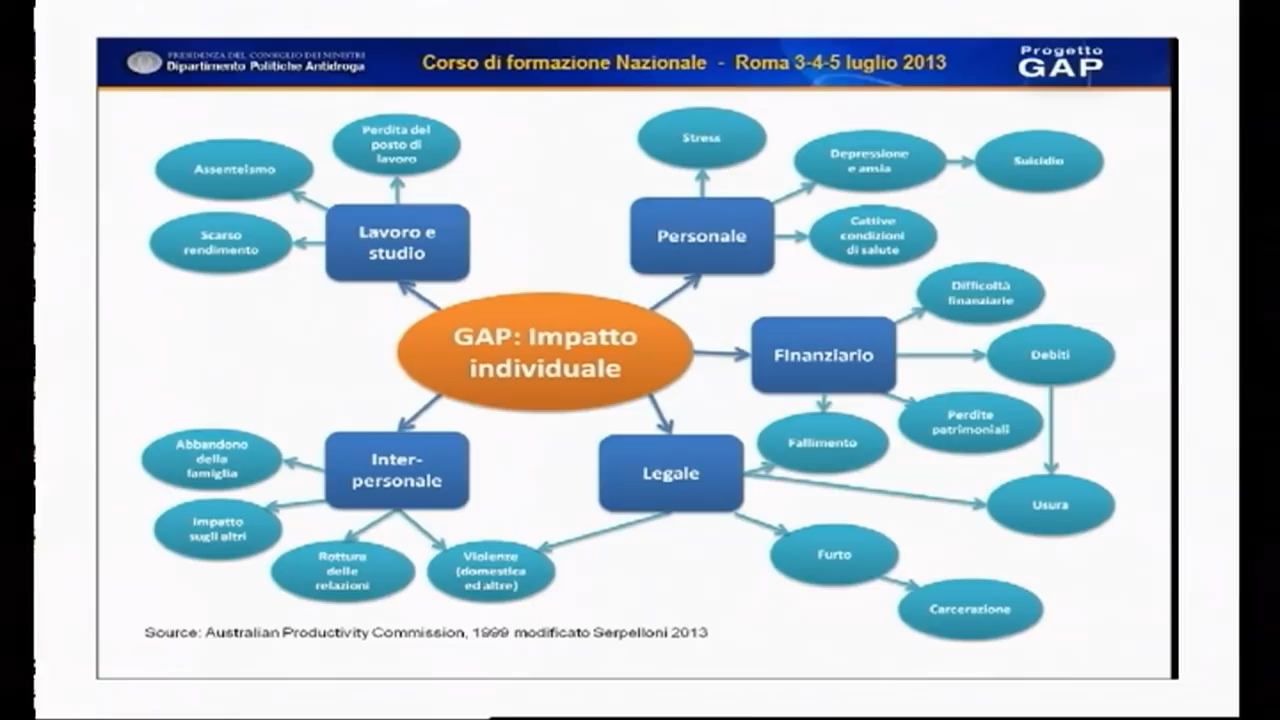 PRESIDENZA DEL CONSIGLIO DEI MINISTRI
Dipartimento Politiche Antidroga
Corso di formazione Nazionale - Roma 3-4-5 luglio 2013
Progetto
GAP
Perdita del
posto di
lavoro
Assenteismo
Scarso
rendimento
Lavoro e
studio
Stress
Depressione
e ansia
Suicidio
Personale
Cattive
condizioni
di salute
GAP: Impatto
individuale
Finanziario
Difficoltà
finanziarie
Debiti
Perdite
patrimoniali
Fallimento
Usura
Inter-
personale
Abbandono
della
famiglia
Impatto
sugli altri
Rottura
delle
relazioni
Violenze
(domestica
ed altre)
Legale
Furto
Carcerazione
Source: Australian Productivity Commission, 1999 modificato Serpelloni 2013